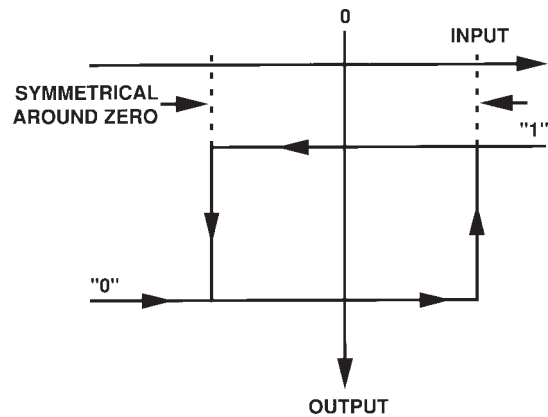 0
INPUT
SYMMETRICAL
AROUND ZERO
"1"
"0"
OUTPUT